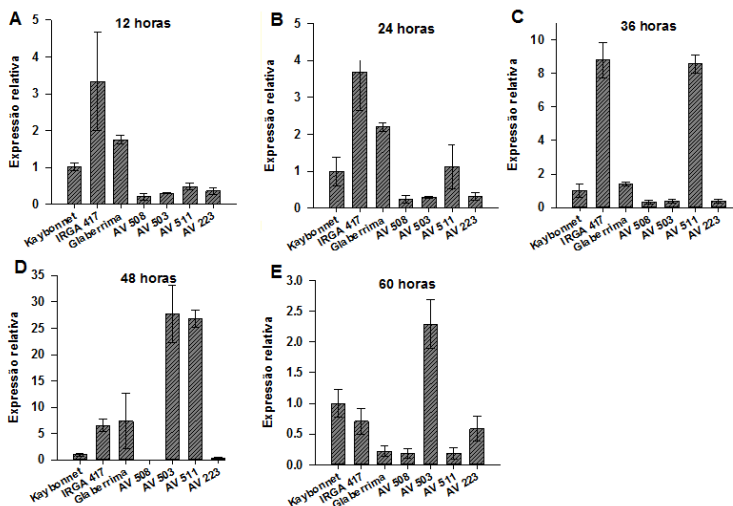 A
12 horas
Expressão relativa
5
4
3
2
1
0
Kaybonnet
IRGA 417
Glaberrima
AV 508
AV 503
AV 511
AV 223
B
24 horas
Expressão relativa
5
4
3
2
1
0
Kaybonnet
IRGA 417
Glaberrima
AV 508
AV 503
AV 511
AV 223
C
36 horas
Expressão relativa
10
8
6
4
2
0
Kaybonnet
IRGA 417
Glaberrima
AV 508
AV 503
AV 511
AV 223
D
48 horas
Expressão relativa
35
30
25
20
15
10
5
0
Kaybonnet
IRGA 417
Glaberrima
AV 508
AV 503
AV 511
AV 223
E
60 horas
Expressão relativa
3.0
2.5
2.0
1.5
1.0
0.5
0.0
Kaybonnet
IRGA 417
Glaberrima
AV 508
AV 503
AV 511
AV 223